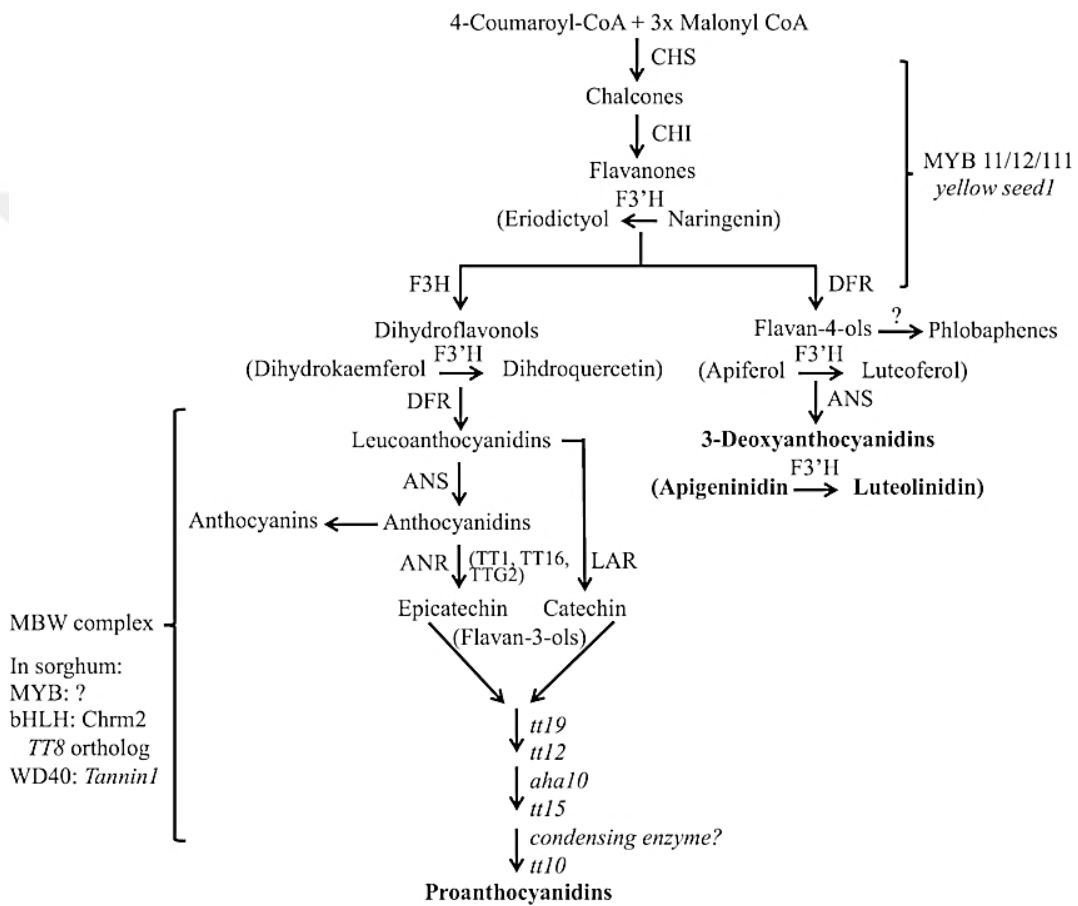 4-Coumaroyl-CoA + 3x Malonyl CoA
CHS
Chalcones
CHI
Flavanones
F3'H
(Eriodictyol Naringenin)
MYB 11/12/111
yellow seed1
F3H
DFR
Dihydroflavonols
F3'H
(Dihydrokaemferol Dihdroquercetin)
Flavan-4-ols ? Phlobaphenes
F3'H
(Apiferol Luteoferol)
DFR
ANS
Leucoanthocyanidins
3-Deoxyanthocyanidins
F3'H
(Apigeninidin Luteolinidin)
ANS
Anthocyanins Anthocyanidins
ANR (TT1, TT16,
TTG2)
LAR
Epicatechin Catechin
(Flavan-3-ols)
MBW complex
In sorghum:
MYB: ?
bHLH: Chrm2
TT8 ortholog
WD40: Tannin1
tt19
tt12
aha10
tt15
condensing enzyme?
tt10
Proanthocyanidins